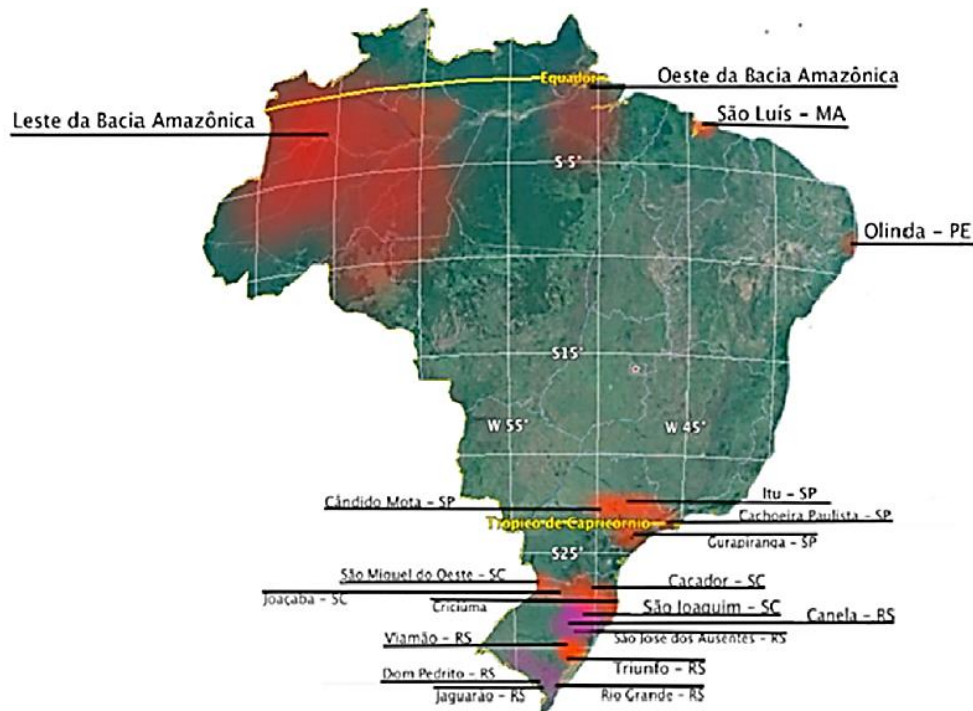 Equador
Oeste da Bacia Amazônica
São Luís - MA
Leste da Bacia Amazônica
S 5°
Olinda - PE
S15°
W 55°
W 45°
Itu - SP
Cândido Mota - SP
Trópico de Capricórnio
Cachoeira Paulista - SP
Gurapiranga - SP
S25°
São Miguel do Oeste - SC
Caçador - SC
Joaçaba - SC
Criciúma
São Joaquim - SC
Canela - RS
São Jose dos Ausentes - RS
Viamão - RS
Triunfo - RS
Dom Pedrito - RS
Jaguarão - RS
Rio Grande - RS